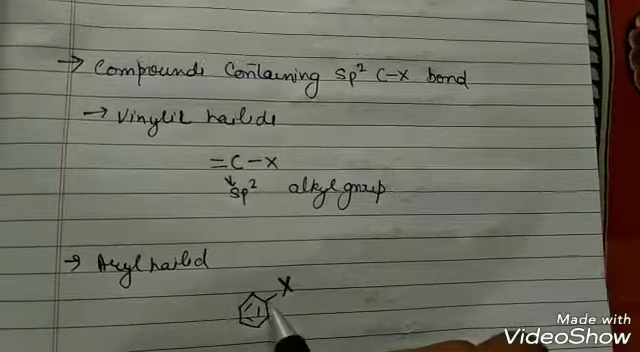 → Compounds Containing sp² C-X bond
→ Vinylic halide
=C-X
sp² alkyl group
→ Aryl halid
X
Made with
VideoShow